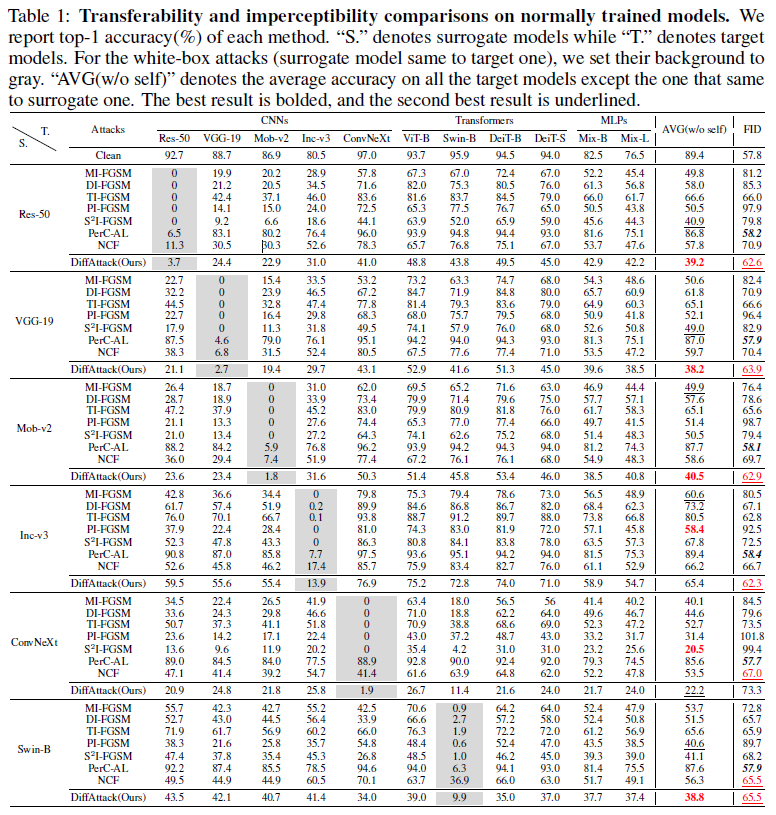 Table 1: Transferability and imperceptibility comparisons on normally trained models. We
report top-1 accuracy(%) of each method. “S.” denotes surrogate models while “T.” denotes target
models. For the white-box attacks (surrogate model same to target one), we set their background to
gray. “AVG(w/o self)” denotes the average accuracy on all the target models except the one that same
to surrogate one. The best result is bolded, and the second best result is underlined.
S. T. Attacks CNNs Transformers MLPs AVG(w/o self) FID
Res-50 VGG-19 Mob-v2 Inc-v3 ConvNeXt ViT-B Swin-B DeiT-B DeiT-S Mix-B Mix-L
Clean 92.7 88.7 86.9 80.5 97.0 93.7 95.9 94.5 94.0 82.5 76.5 89.4 57.8
Res-50
MI-FGSM 0 19.9 20.2 28.9 57.8 67.3 67.0 72.4 67.0 52.2 45.4 49.8 81.2
DI-FGSM 0 21.2 20.5 34.5 71.6 82.0 75.3 80.5 76.0 61.3 56.8 58.0 85.3
TI-FGSM 0 42.4 37.1 46.0 83.6 81.6 83.7 84.5 79.0 66.0 61.7 66.6 66.0
PI-FGSM 0 14.1 15.0 24.0 72.5 65.3 77.5 76.7 65.0 50.5 43.8 50.5 97.9
S²I-FGSM 0 9.2 6.6 18.6 44.1 63.9 52.0 65.9 59.0 45.6 44.3 40.9 79.8
PerC-AL 6.5 83.1 80.2 76.4 96.0 93.9 94.8 94.4 93.0 81.6 75.1 86.8 58.2
NCF 11.3 30.5 30.3 52.6 78.3 65.7 76.8 75.1 67.0 53.7 47.6 57.8 70.9
DiffAttack(Ours) 3.7 24.4 22.9 31.0 41.0 48.8 43.8 49.5 45.0 42.9 42.2 39.2 62.6
VGG-19
MI-FGSM 22.7 0 15.4 33.5 53.2 73.2 63.3 74.7 68.0 54.3 48.6 50.6 82.4
DI-FGSM 32.2 0 23.9 46.5 67.2 84.7 71.9 84.8 80.0 65.7 60.9 61.8 70.9
TI-FGSM 44.5 0 32.8 47.4 77.8 81.4 79.3 83.6 79.0 64.9 60.3 65.1 66.6
PI-FGSM 22.7 0 16.4 29.8 68.3 68.0 75.7 79.5 68.0 50.9 41.8 52.1 96.4
S²I-FGSM 17.9 0 11.3 31.8 49.5 74.1 57.9 76.0 68.0 52.6 50.8 49.0 82.9
PerC-AL 87.5 4.6 79.0 76.1 95.1 94.2 94.0 94.3 93.0 81.3 75.1 87.0 57.9
NCF 38.3 6.8 31.5 52.4 80.5 67.5 77.6 77.4 71.0 53.5 47.2 59.7 70.4
DiffAttack(Ours) 21.1 2.7 19.4 29.7 43.1 52.9 41.6 51.3 45.0 39.6 38.5 38.2 63.9
Mob-v2
MI-FGSM 26.4 18.7 0 31.0 62.0 69.5 65.2 71.6 65.0 46.9 44.4 49.9 76.4
DI-FGSM 28.7 18.9 0 33.9 73.4 79.9 71.4 79.6 75.0 57.7 57.1 57.6 78.6
TI-FGSM 47.2 37.9 0 45.2 83.0 79.9 80.9 81.8 76.0 61.7 58.3 65.1 65.6
PI-FGSM 21.1 13.3 0 27.6 74.4 65.3 77.0 77.4 66.0 49.7 41.5 51.4 98.7
S²I-FGSM 21.0 13.4 0 27.2 64.3 74.1 62.6 75.2 68.0 51.4 48.3 50.5 79.4
PerC-AL 88.2 84.2 5.9 76.8 96.2 93.9 94.2 94.3 94.0 81.2 74.3 87.7 58.1
NCF 36.0 29.4 7.4 51.9 77.4 67.2 76.1 76.1 68.0 54.9 48.3 58.6 69.7
DiffAttack(Ours) 23.6 23.4 1.8 31.6 50.3 51.4 45.8 53.4 46.0 38.5 40.8 40.5 62.9
Inc-v3
MI-FGSM 42.8 36.6 34.4 0 79.8 75.3 79.4 78.6 73.0 56.5 48.9 60.6 80.5
DI-FGSM 61.7 57.4 51.9 0.2 89.9 84.6 86.8 86.7 82.0 68.4 62.3 73.2 67.1
TI-FGSM 76.0 70.1 66.7 0.1 93.8 88.7 91.2 89.7 88.0 73.8 66.8 80.5 62.8
PI-FGSM 37.9 22.4 28.4 0 81.0 74.3 83.0 81.9 72.0 57.1 45.8 58.4 92.5
S²I-FGSM 52.3 47.8 43.3 0 86.3 80.8 84.1 83.8 78.0 63.5 57.3 67.8 72.5
PerC-AL 90.8 87.0 85.8 7.7 97.5 93.6 95.1 94.2 94.0 81.5 75.3 89.4 58.4
NCF 52.6 45.8 46.2 17.4 85.7 75.9 83.4 82.7 76.0 61.1 52.9 66.2 66.7
DiffAttack(Ours) 59.5 55.6 55.4 13.9 76.9 75.2 72.8 74.0 71.0 58.9 54.7 65.4 62.3
ConvNeXt
MI-FGSM 34.5 22.4 26.5 41.9 0 63.4 18.0 56.5 56 41.4 40.2 40.1 84.5
DI-FGSM 33.6 24.3 29.8 46.6 0 71.0 18.8 62.2 64.0 49.6 46.7 44.6 79.6
TI-FGSM 50.7 37.3 41.1 51.8 0 70.9 38.8 68.6 69.0 52.3 47.2 52.7 73.5
PI-FGSM 23.6 14.2 17.1 22.4 0 43.0 37.2 48.7 43.0 33.2 31.7 31.4 101.8
S²I-FGSM 13.6 9.6 11.9 20.2 0 35.4 4.2 31.0 31.0 23.2 25.6 20.5 99.4
PerC-AL 89.0 84.5 84.0 77.5 88.9 92.8 90.0 92.4 92.0 79.3 74.5 85.6 57.7
NCF 47.1 41.4 39.2 54.7 41.4 61.6 63.9 64.8 62.0 52.2 47.8 53.5 67.0
DiffAttack(Ours) 20.9 24.8 21.8 25.8 1.9 26.7 11.4 21.6 24.0 21.7 24.0 22.2 73.3
Swin-B
MI-FGSM 55.7 42.3 42.7 55.2 42.5 70.6 0.9 64.2 64.0 52.4 47.9 53.7 72.8
DI-FGSM 52.7 43.0 44.5 56.4 33.9 66.6 2.7 57.2 58.0 52.4 50.8 51.5 65.7
TI-FGSM 71.9 61.7 56.9 60.2 66.0 76.3 1.9 72.2 72.0 61.2 56.9 65.6 65.9
PI-FGSM 38.3 21.6 25.8 35.7 54.8 48.4 0.6 52.4 47.0 43.5 38.5 40.6 89.7
S²I-FGSM 47.4 37.8 35.4 45.3 26.8 48.5 1.0 46.2 45.0 39.3 39.0 41.1 68.2
PerC-AL 92.2 87.4 85.5 78.5 94.6 94.0 6.3 94.1 93.0 81.4 75.5 87.6 57.9
NCF 49.5 44.9 44.9 60.5 70.1 63.7 36.9 66.0 63.0 51.7 49.1 56.3 65.5
DiffAttack(Ours) 43.5 42.1 40.7 41.4 34.0 39.0 9.9 35.0 37.0 37.7 37.4 38.8 65.5